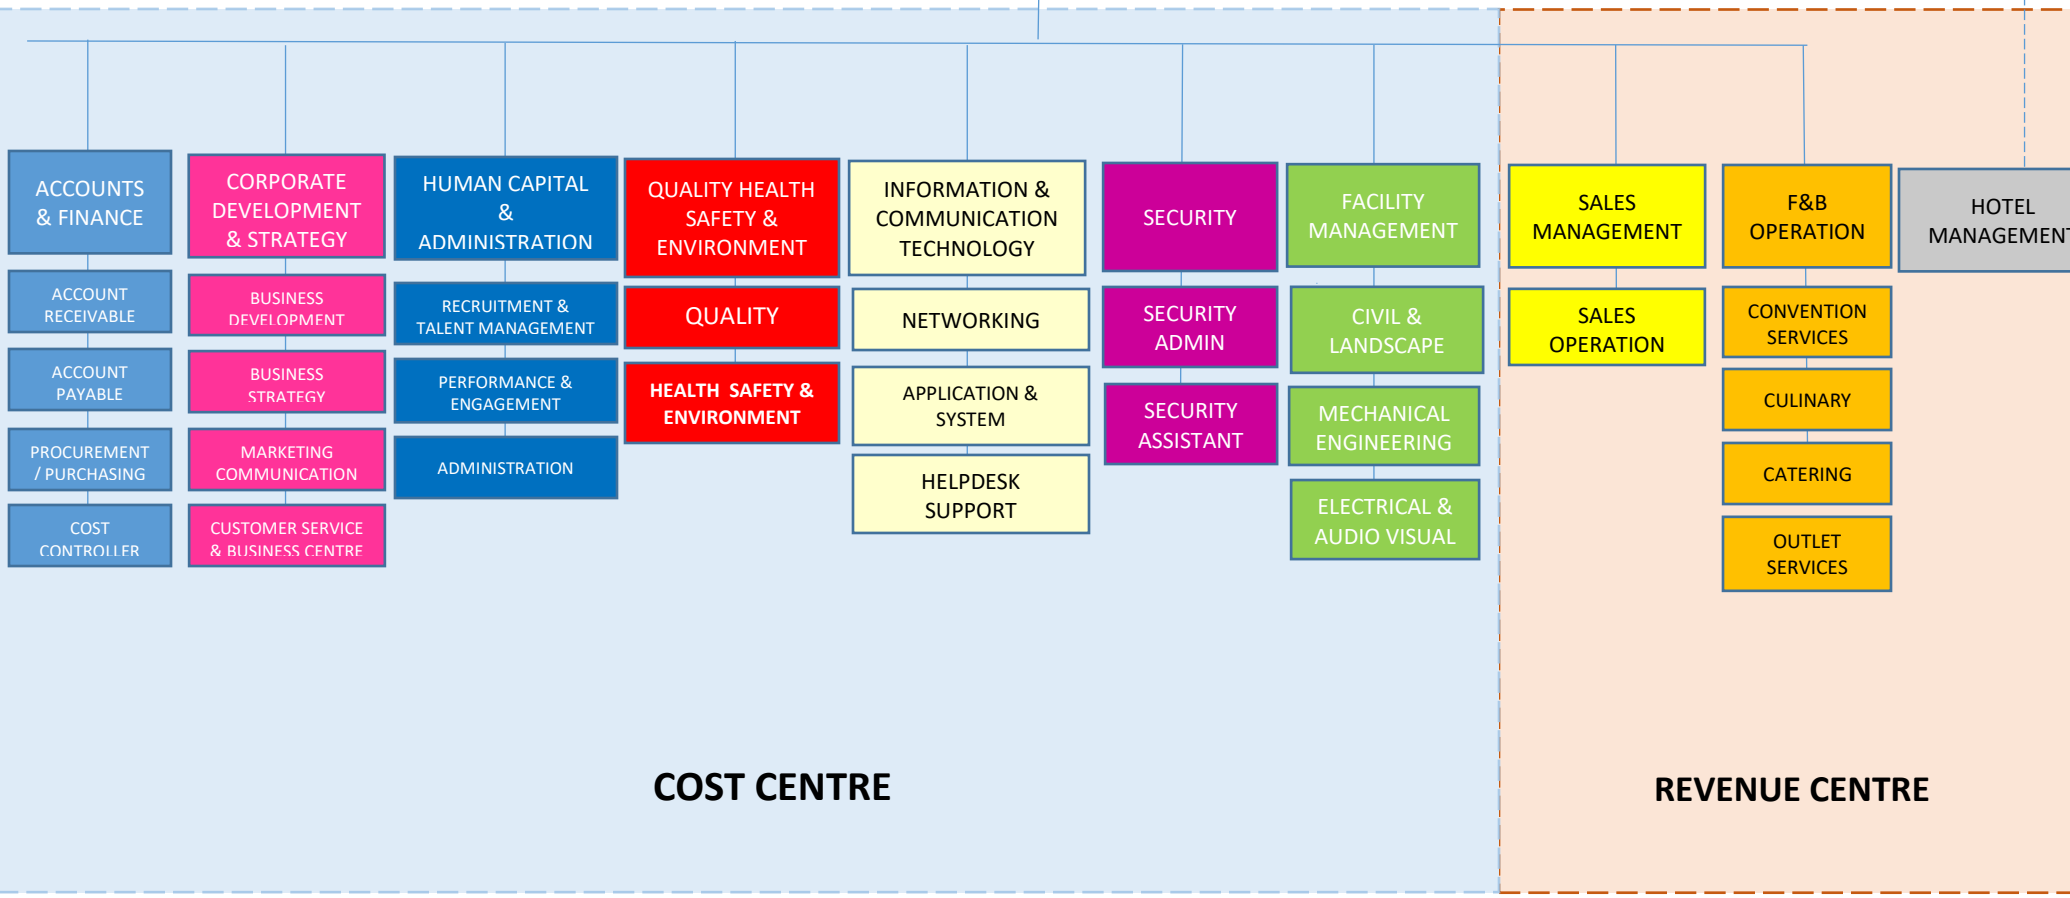 ACCOUNTS
& FINANCE
ACCOUNT
RECEIVABLE
ACCOUNT
PAYABLE
PROCUREMENT
/ PURCHASING
COST
CONTROLLER
CORPORATE
DEVELOPMENT
& STRATEGY
BUSINESS
DEVELOPMENT
BUSINESS
STRATEGY
MARKETING
COMMUNICATION
CUSTOMER SERVICE
& BUSINESS CENTRE
HUMAN CAPITAL
&
ADMINISTRATION
RECRUITMENT &
TALENT MANAGEMENT
PERFORMANCE &
ENGAGEMENT
ADMINISTRATION
QUALITY HEALTH
SAFETY &
ENVIRONMENT
QUALITY
HEALTH SAFETY &
ENVIRONMENT
INFORMATION &
COMMUNICATION
TECHNOLOGY
NETWORKING
APPLICATION &
SYSTEM
HELPDESK
SUPPORT
SECURITY
SECURITY
ADMIN
SECURITY
ASSISTANT
FACILITY
MANAGEMENT
CIVIL &
LANDSCAPE
MECHANICAL
ENGINEERING
ELECTRICAL &
AUDIO VISUAL
SALES
MANAGEMENT
SALES
OPERATION
F&B
OPERATION
CONVENTION
SERVICES
CULINARY
CATERING
OUTLET
SERVICES
HOTEL
MANAGEMENT
COST CENTRE
REVENUE CENTRE